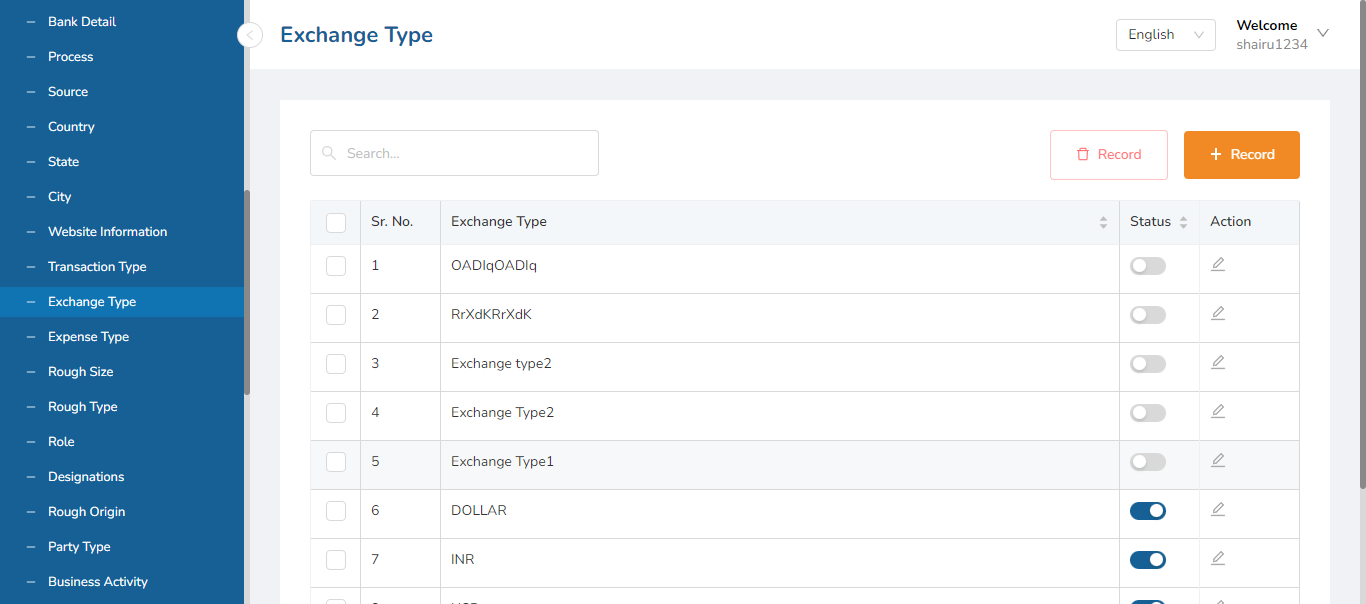 Bank Detail
Process
Source
Country
State
City
Website Information
Transaction Type
Exchange Type
Expense Type
Rough Size
Rough Type
Role
Designations
Rough Origin
Party Type
Business Activity
Exchange Type
English
Welcome
shairu1234
Search...
Record
+ Record
Sr. No. Exchange Type Status Action
1 OADIqOADIq
2 RrXdKRrXdK
3 Exchange type2
4 Exchange Type2
5 Exchange Type1
6 DOLLAR
7 INR